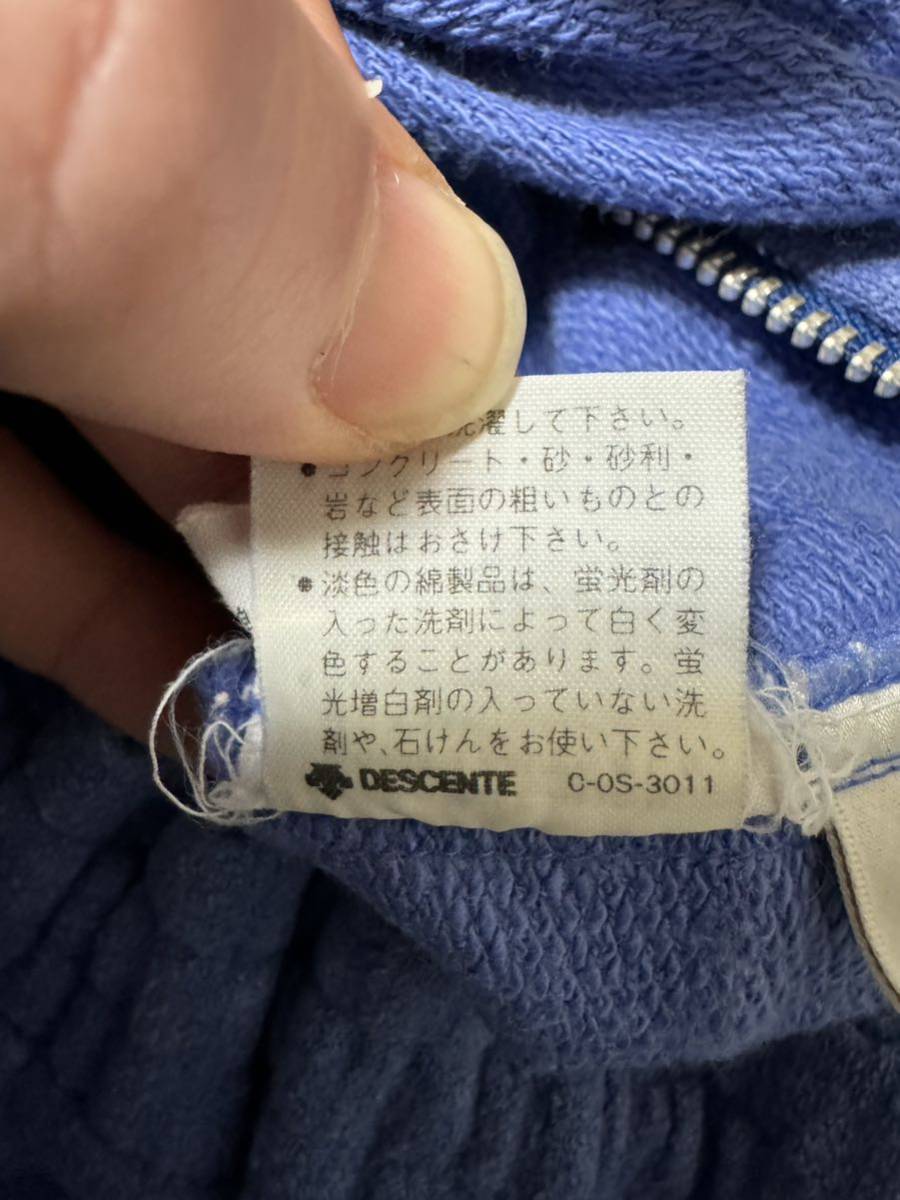 洗濯して下さい。
●コンクリート・砂・砂利・
岩など表面の粗いものとの
接触はおさけ下さい。
●淡色の綿製品は、蛍光剤の
入った洗剤によって白く変
色することがあります。蛍
光増白剤の入っていない洗
剤や、石けんをお使い下さい。
DESCENTE C-OS-3011